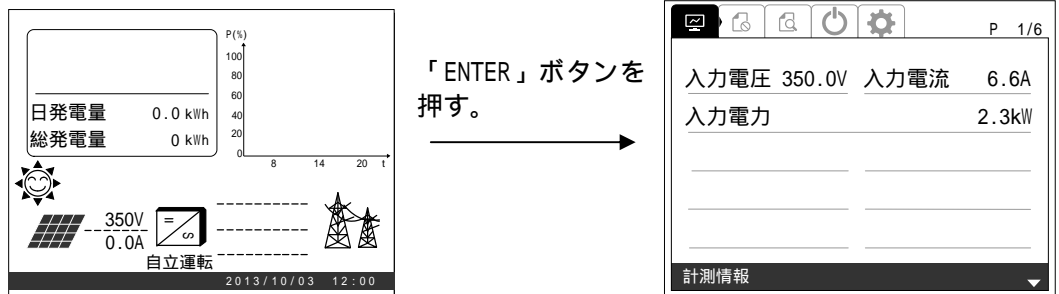 P(%)
100
80
60
40
20
0
8 14 20 t
日発電量 0.0 kWh
総発電量 0 kWh
350V
0.0A
=
∽
自立運転
2013/10/03 12:00
「ENTER」ボタンを
押す。
P 1/6
入力電圧 350.0V 入力電流 6.6A
入力電力 2.3kW
計測情報